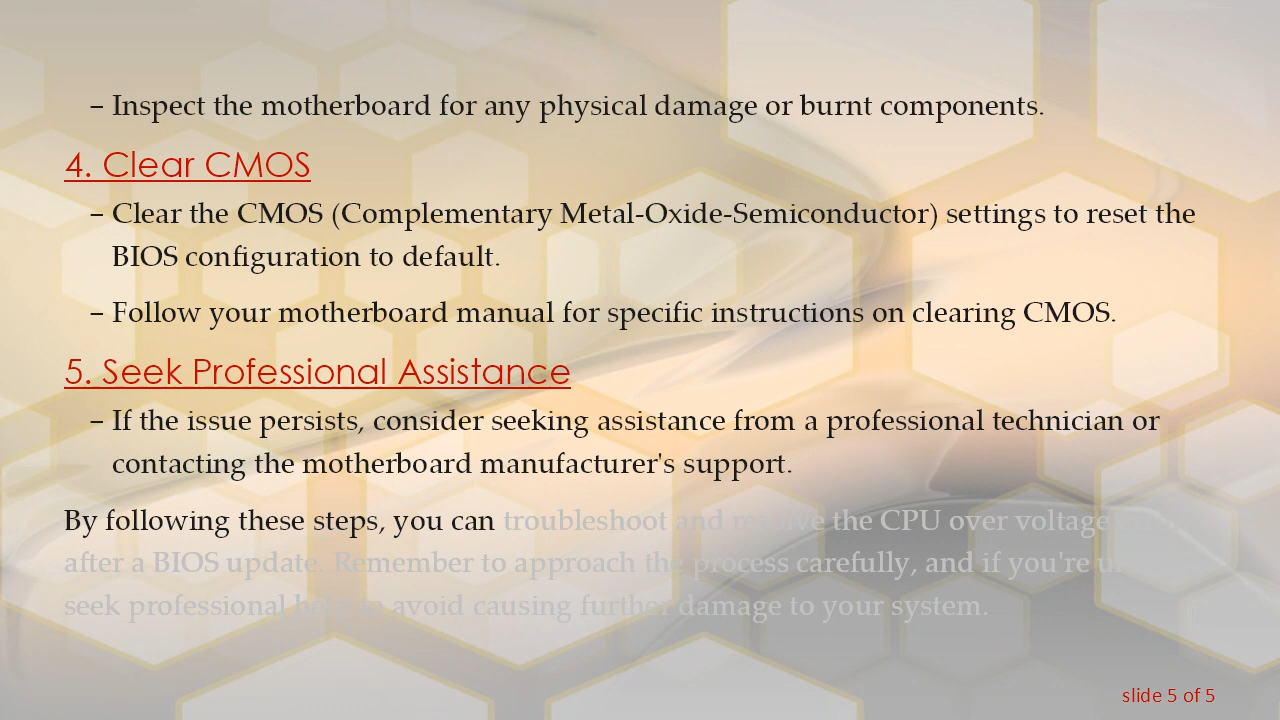 – Inspect the motherboard for any physical damage or burnt components.
4. Clear CMOS
– Clear the CMOS (Complementary Metal-Oxide-Semiconductor) settings to reset the
BIOS configuration to default.
– Follow your motherboard manual for specific instructions on clearing CMOS.
5. Seek Professional Assistance
– If the issue persists, consider seeking assistance from a professional technician or
contacting the motherboard manufacturer's support.
By following these steps, you can troubleshoot and resolve the CPU over voltage
after a BIOS update. Remember to approach the process carefully, and if you're
seek professional help to avoid causing further damage to your system.
slide 5 of 5